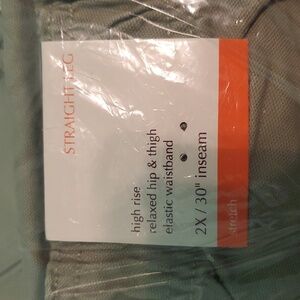 STRAIGHT LEG
high rise
relaxed hip & thigh
elastic waistband
2X / 30" inseam
stretch